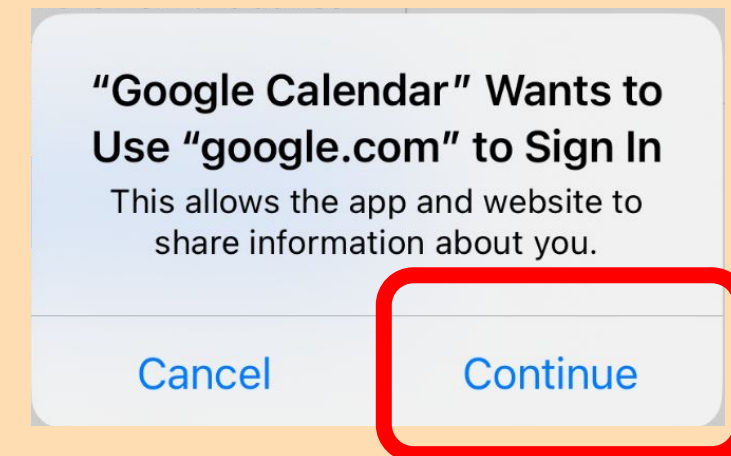 “Google Calendar” Wants to
Use “google.com” to Sign In
This allows the app and website to
share information about you.
Cancel
Continue